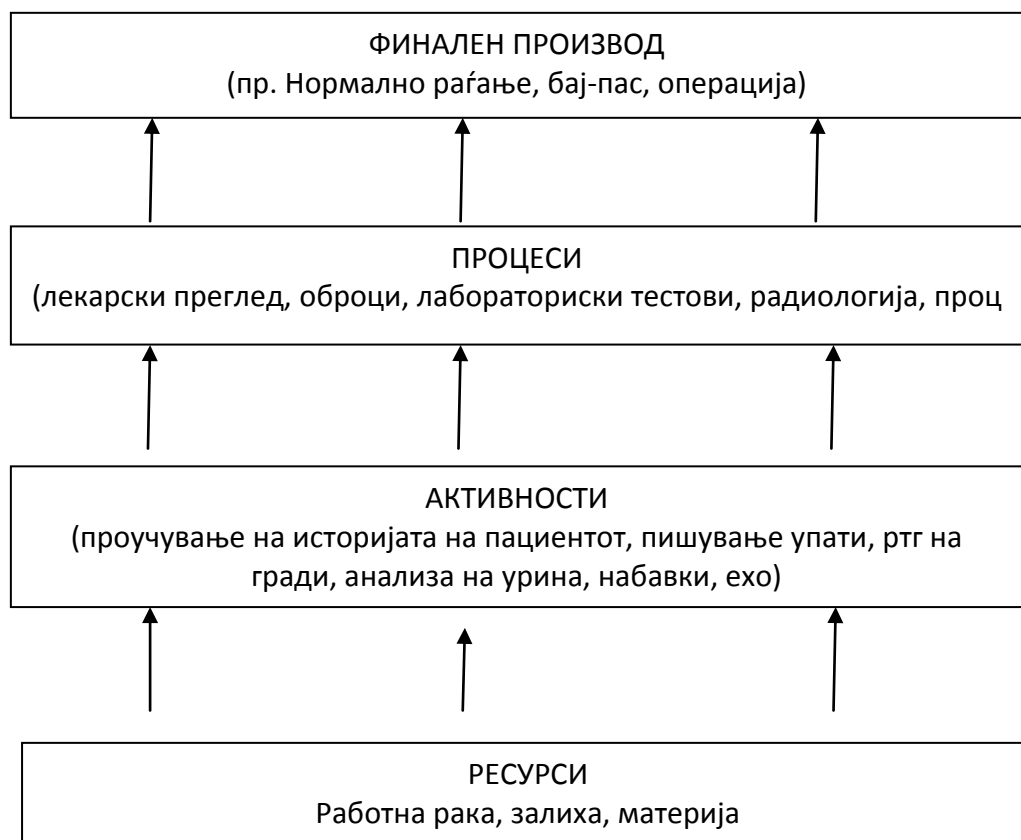 ФИНАЛЕН ПРОИЗВОД
(пр. Нормално раѓање, бај-пас, операција)
ПРОЦЕСИ
(лекарски преглед, оброци, лабораториски тестови, радиологија, проц
АКТИВНОСТИ
(проучување на историјата на пациентот, пишување упати, ртг на
гради, анализа на урина, набавки, ехо)
РЕСУРСИ
Работна рака, залиха, материја